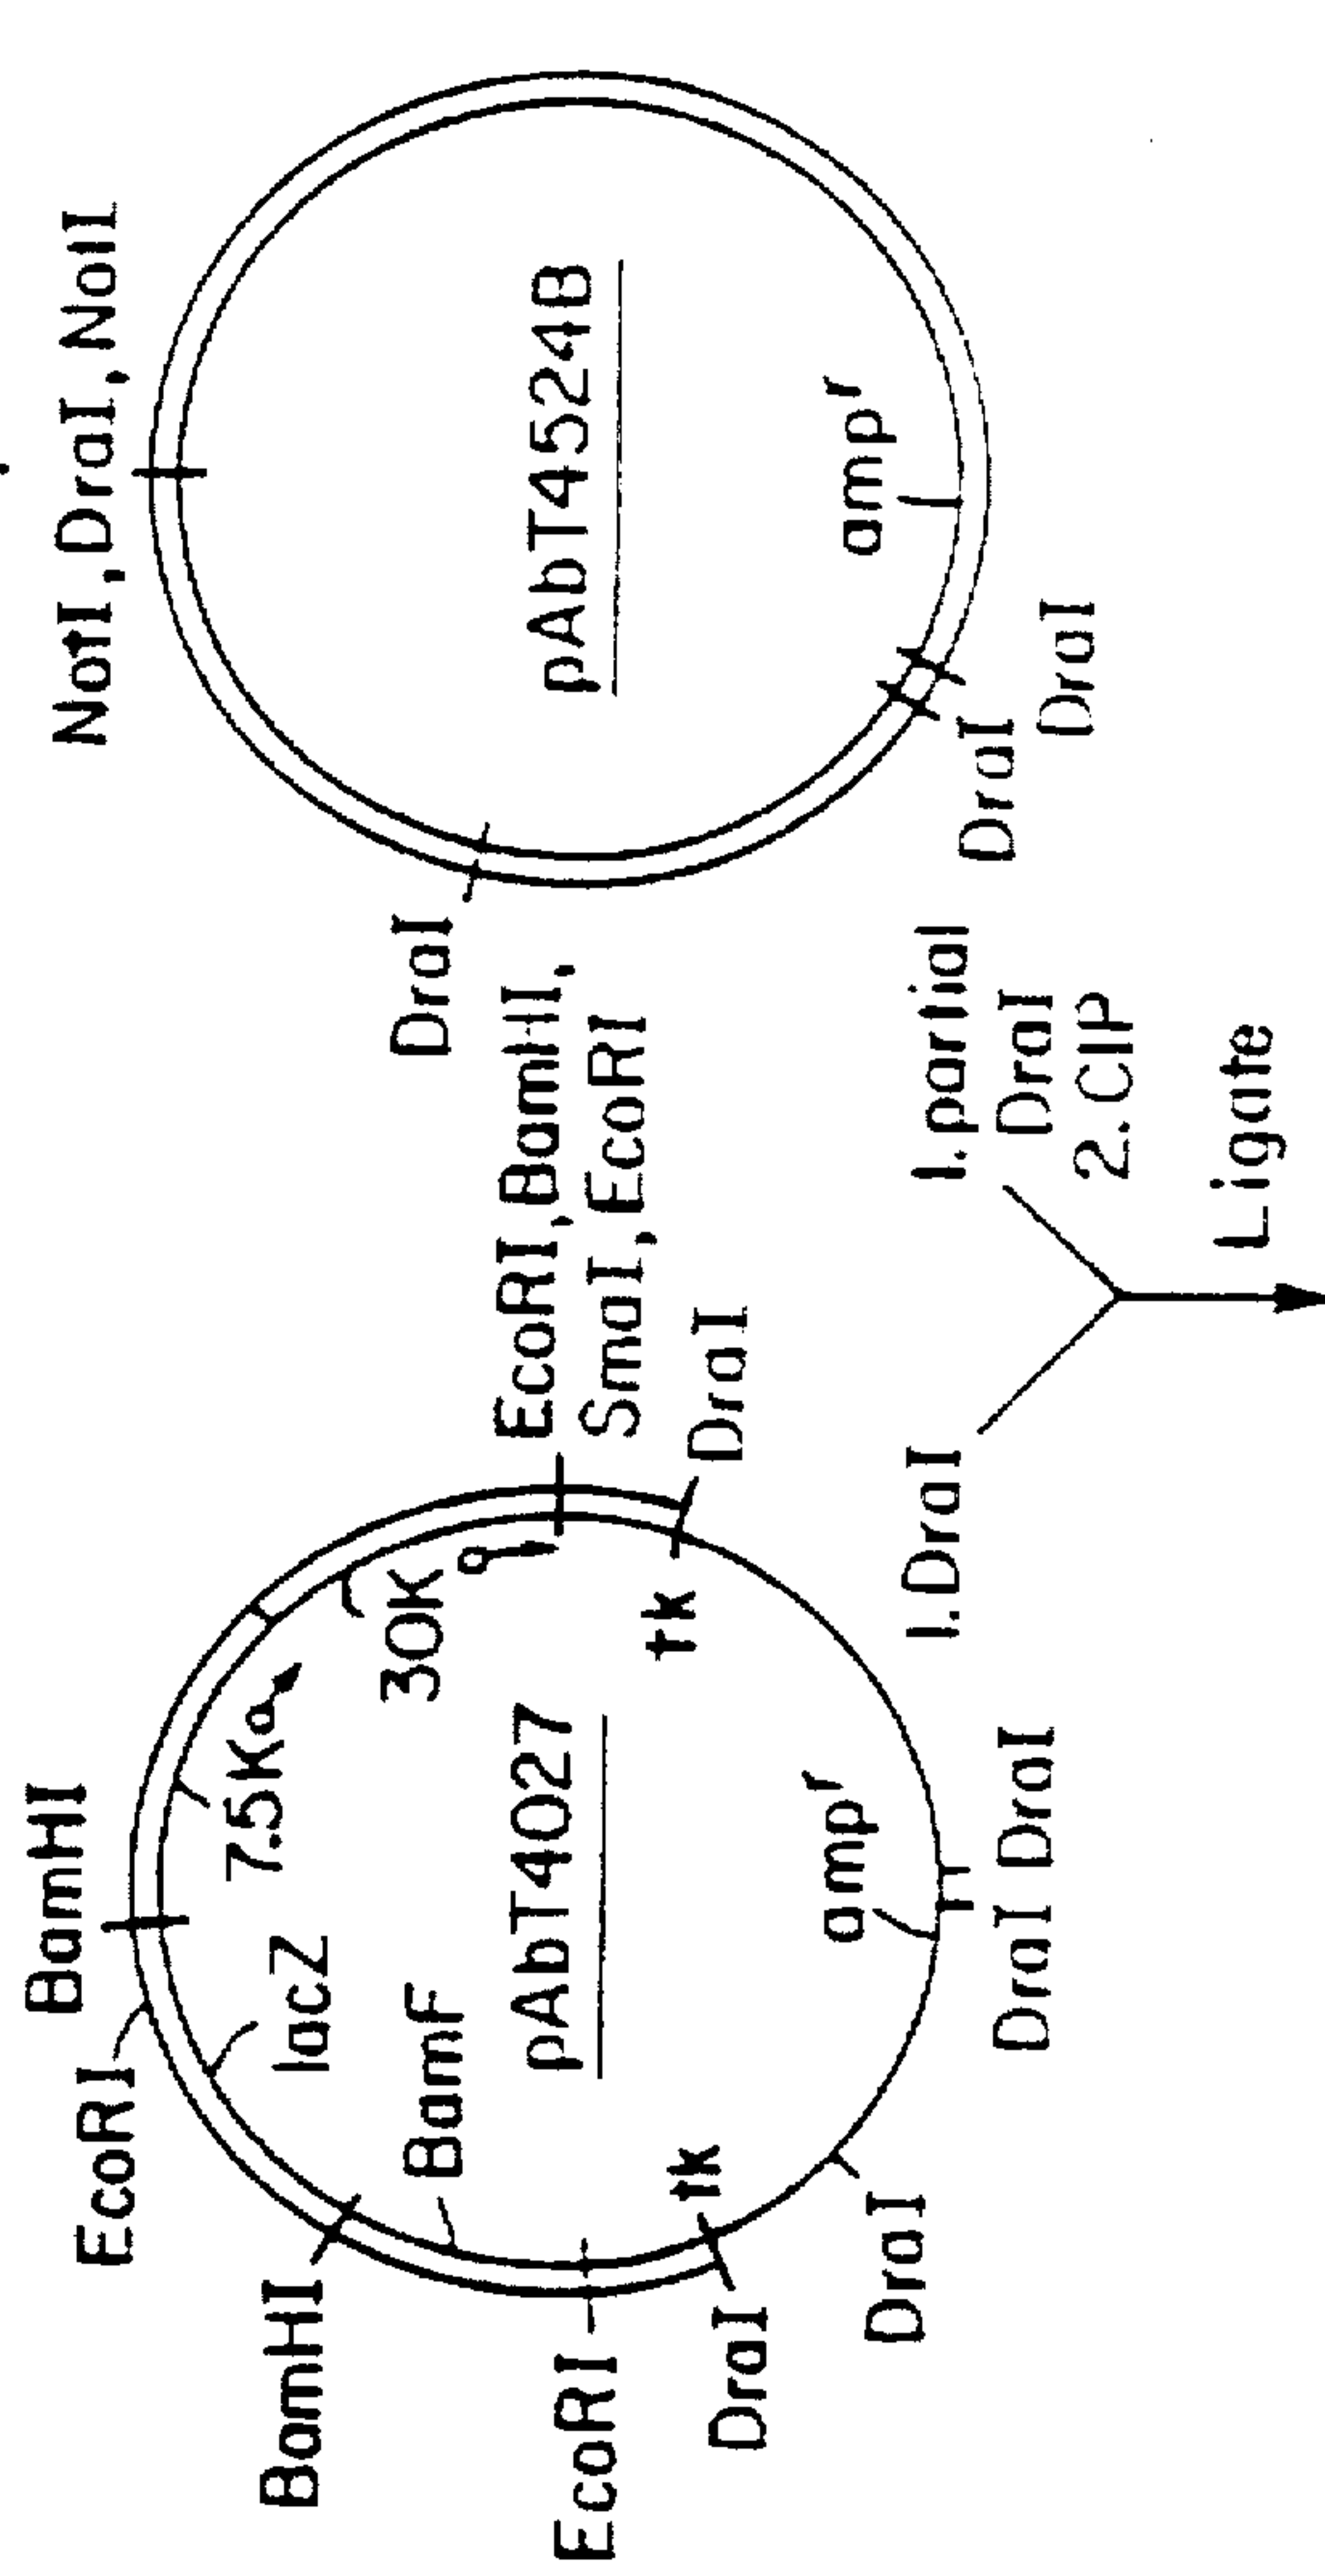 BamHI
EcoRI
BamHI
lacZ
7.5K
BamF
30K
EcoRI
pAbT4027
EcoRI, BamHI,
SmaI, EcoRI
tk
tk
DraI
DraI
amp^r
DraI
DraI DraI
NotI, DraI, NotI
DraI
pAbT4524B
amp^r
DraI
DraI
1. DraI
1. partial
DraI
2. CIP
Ligate